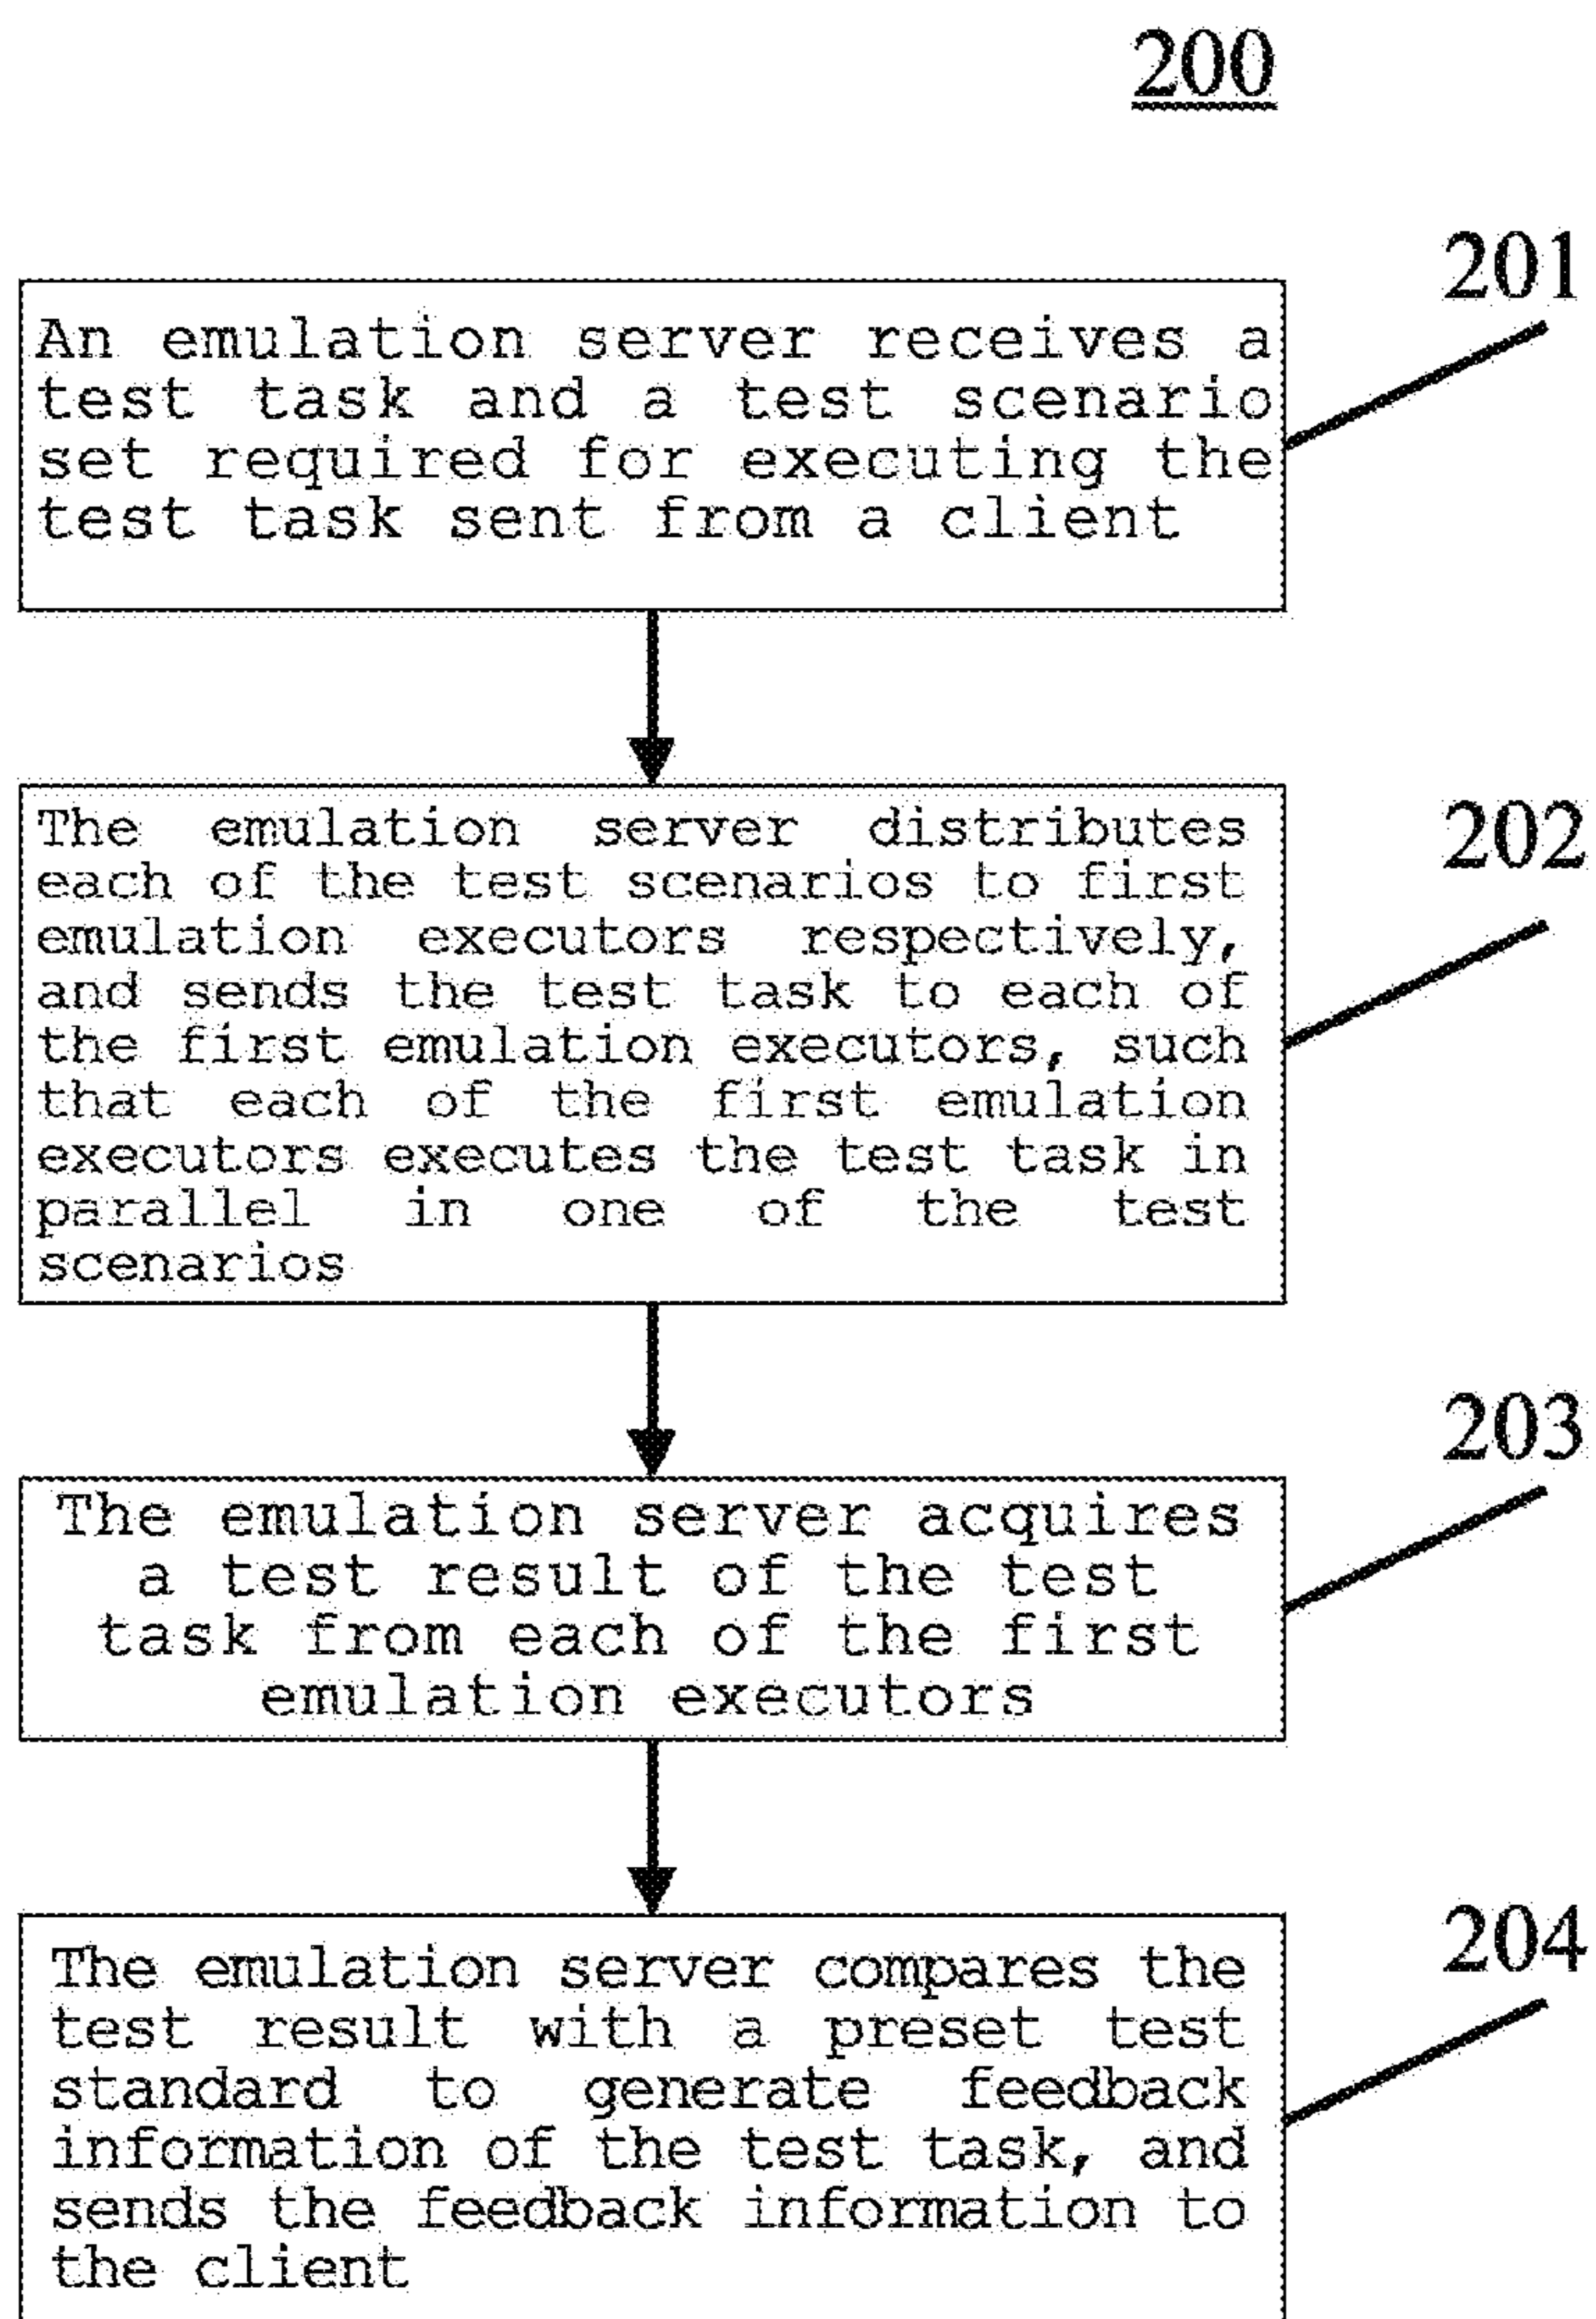 200
201
An emulation server receives a
test task and a test scenario
set required for executing the
test task sent from a client
202
The emulation server distributes
each of the test scenarios to first
emulation executors respectively,
and sends the test task to each of
the first emulation executors, such
that each of the first emulation
executors executes the test task in
parallel in one of the test
scenarios
203
The emulation server acquires
a test result of the test
task from each of the first
emulation executors
204
The emulation server compares the
test result with a preset test
standard to generate feedback
information of the test task, and
sends the feedback information to
the client